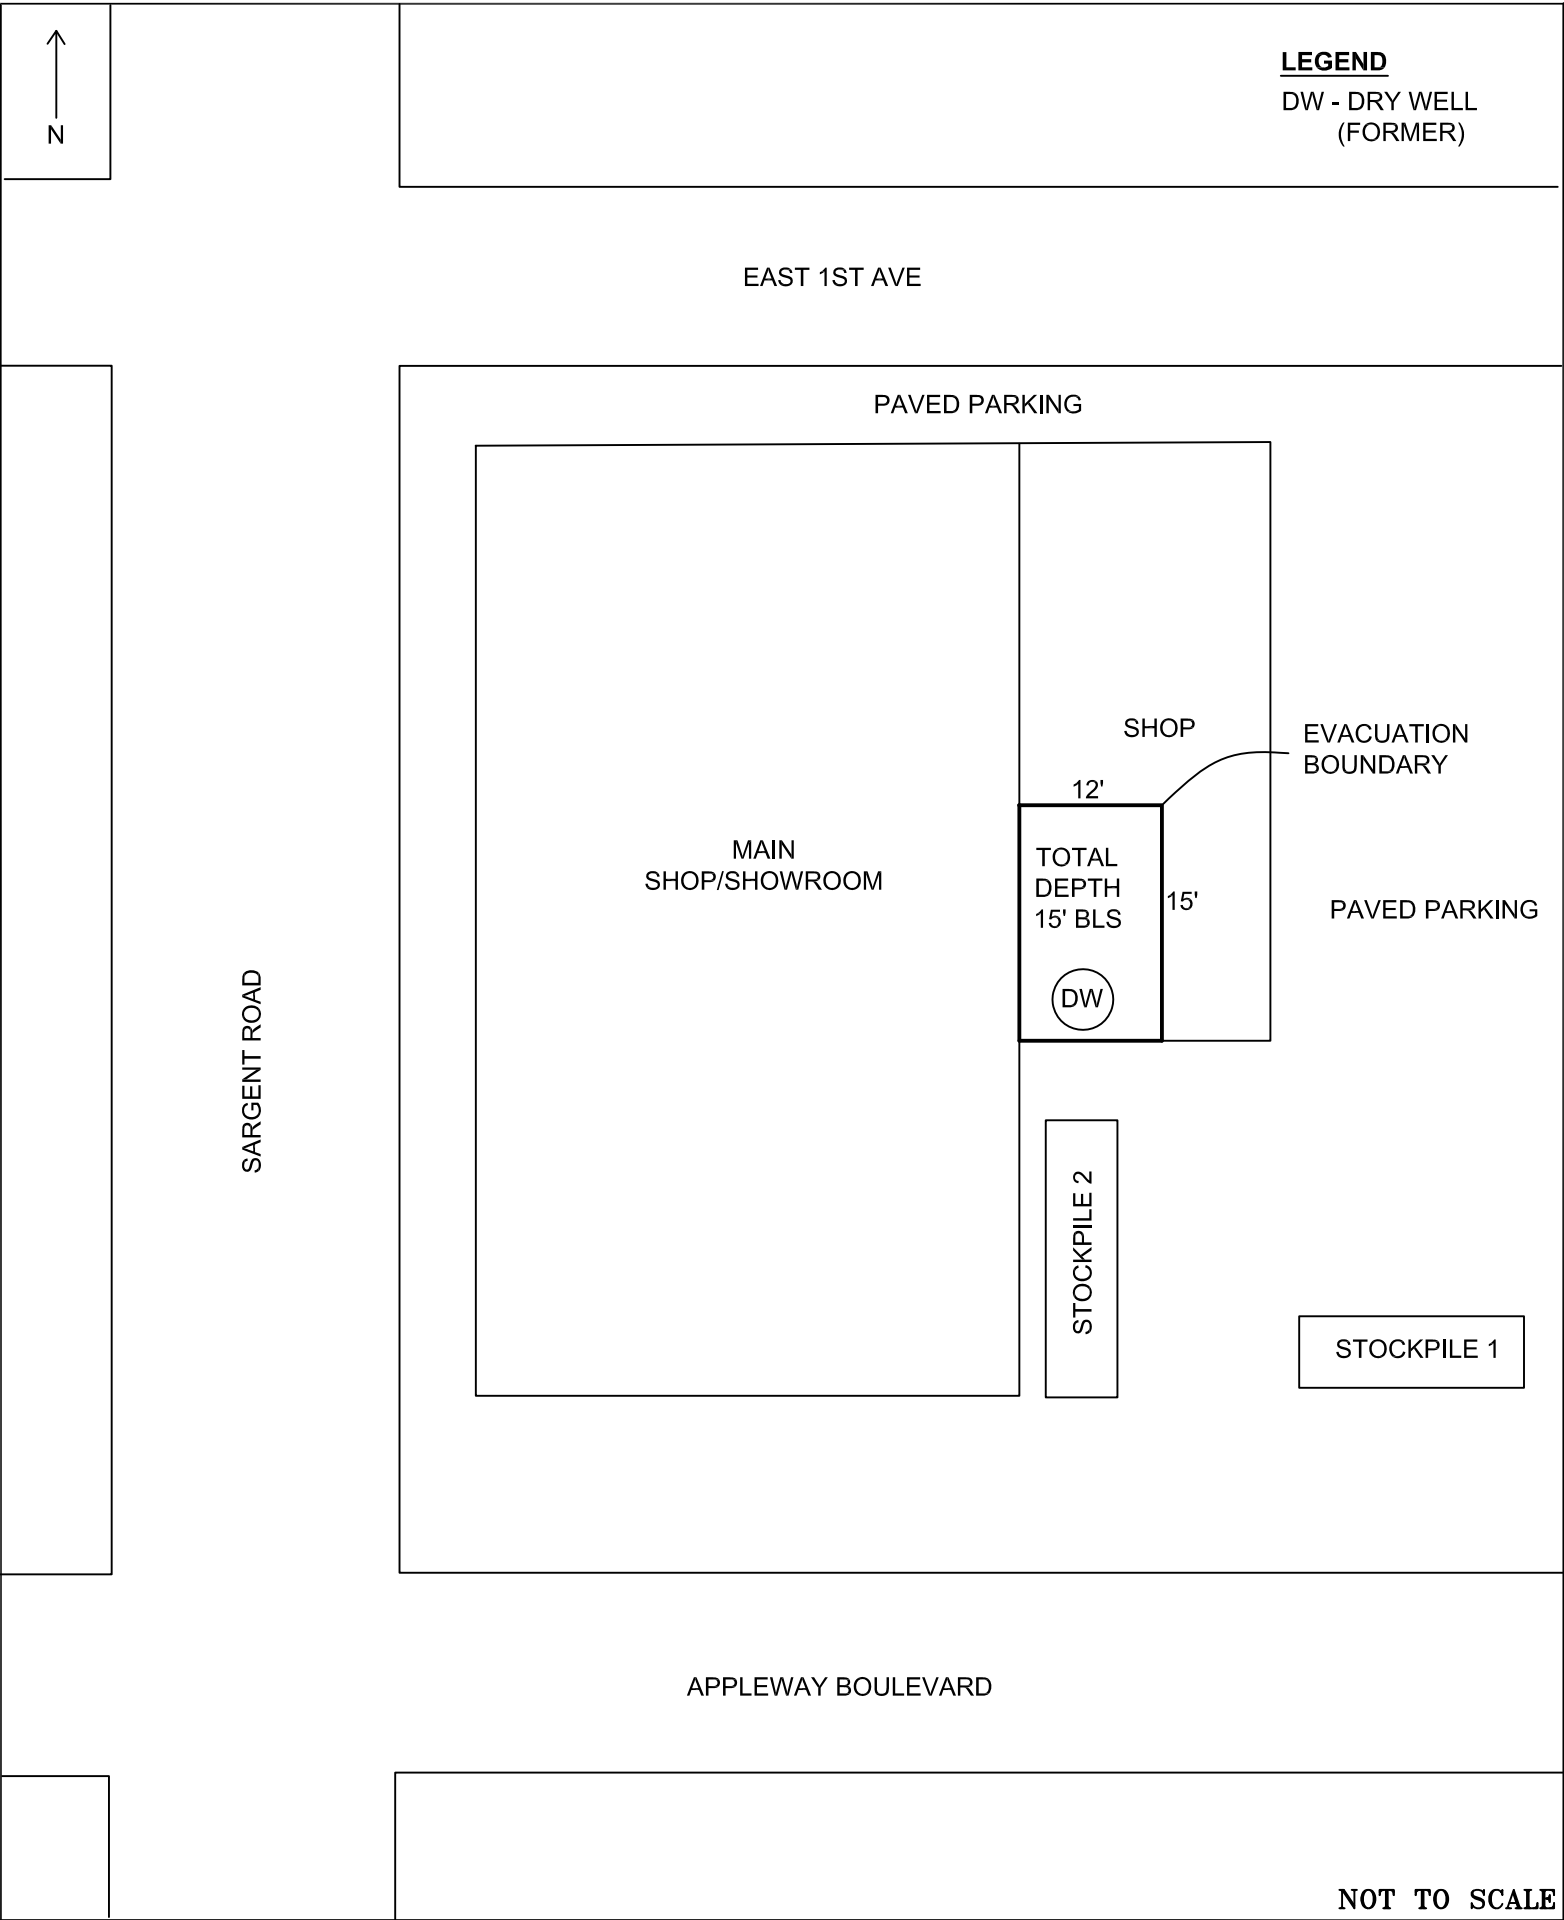 N
LEGEND
DW - DRY WELL
(FORMER)
EAST 1ST AVE
PAVED PARKING
SHOP
EVACUATION
BOUNDARY
12'
MAIN
SHOP/SHOWROOM
TOTAL
DEPTH
15' BLS
15'
PAVED PARKING
DW
SARGENT ROAD
STOCKPILE 2
STOCKPILE 1
APPLEWAY BOULEVARD
NOT TO SCALE